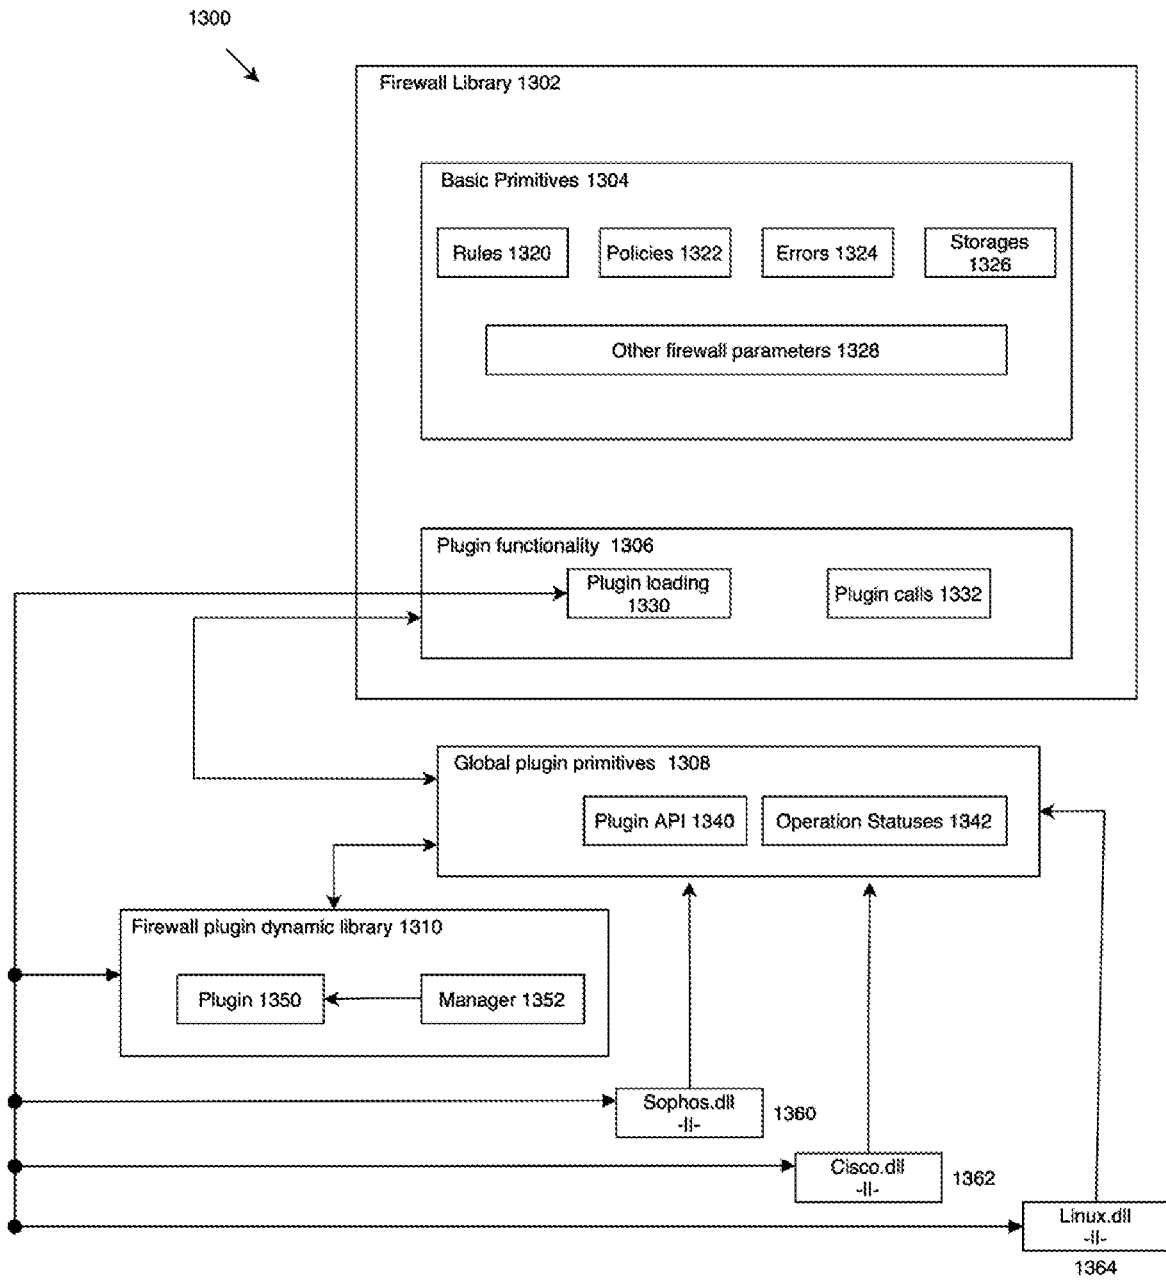 1300
Firewall Library 1302
Basic Primitives 1304
Rules 1320
Policies 1322
Errors 1324
Storages
1326
Other firewall parameters 1328
Plugin functionality 1306
Plugin loading
1330
Plugin calls 1332
Global plugin primitives 1308
Plugin API 1340
Operation Statuses 1342
Firewall plugin dynamic library 1310
Plugin 1350
Manager 1352
Sophos.dll
-II-
1360
Cisco.dll
-II-
1362
Linux.dll
-II-
1364